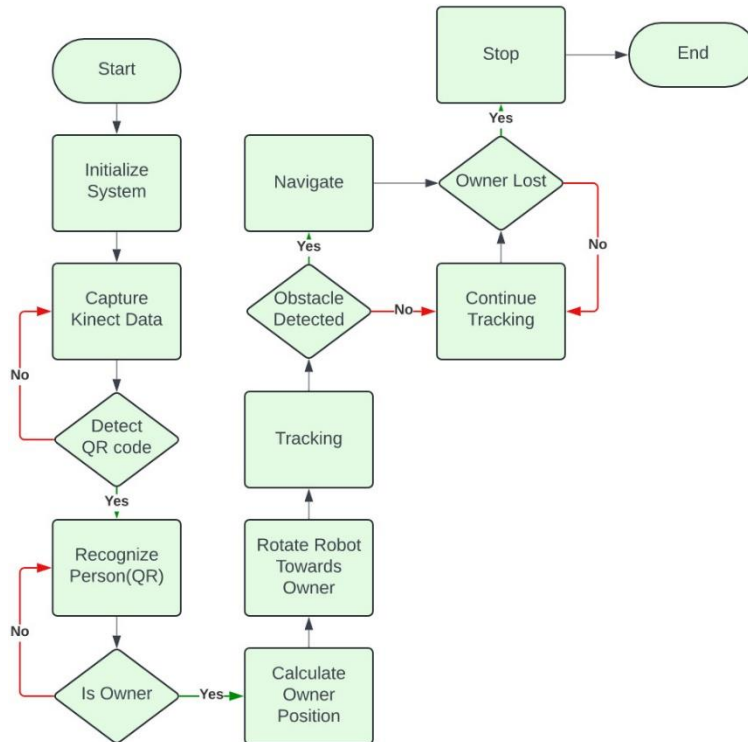 Start
Initialize
System
Capture
Kinect Data
No
Detect
QR code
Yes
Recognize
Person(QR)
No
Is Owner
Yes
Calculate
Owner
Position
Rotate Robot
Towards
Owner
Tracking
Obstacle
Detected
Yes
No
Navigate
Continue
Tracking
Owner Lost
No
Yes
Stop
End